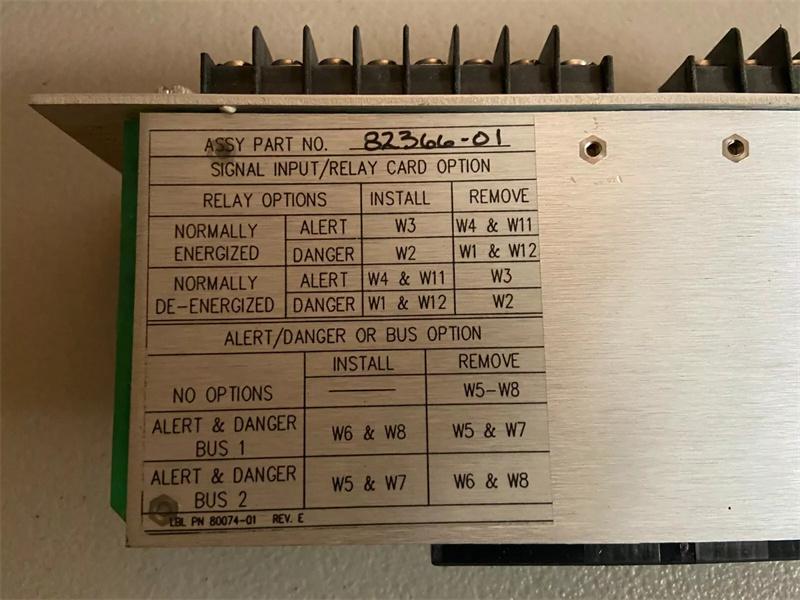 ASSY PART NO. 82366-01
SIGNAL INPUT/RELAY CARD OPTION
RELAY OPTIONS INSTALL REMOVE
NORMALLY ENERGIZED ALERT W3 W4 & W11
DANGER W2 W1 & W12
NORMALLY DE-ENERGIZED ALERT W4 & W11 W3
DANGER W1 & W12 W2
ALERT/DANGER OR BUS OPTION
INSTALL REMOVE
NO OPTIONS —— W5-W8
ALERT & DANGER BUS 1 W6 & W8 W5 & W7
ALERT & DANGER BUS 2 W5 & W7 W6 & W8
LBL PN 80074-01 REV. E